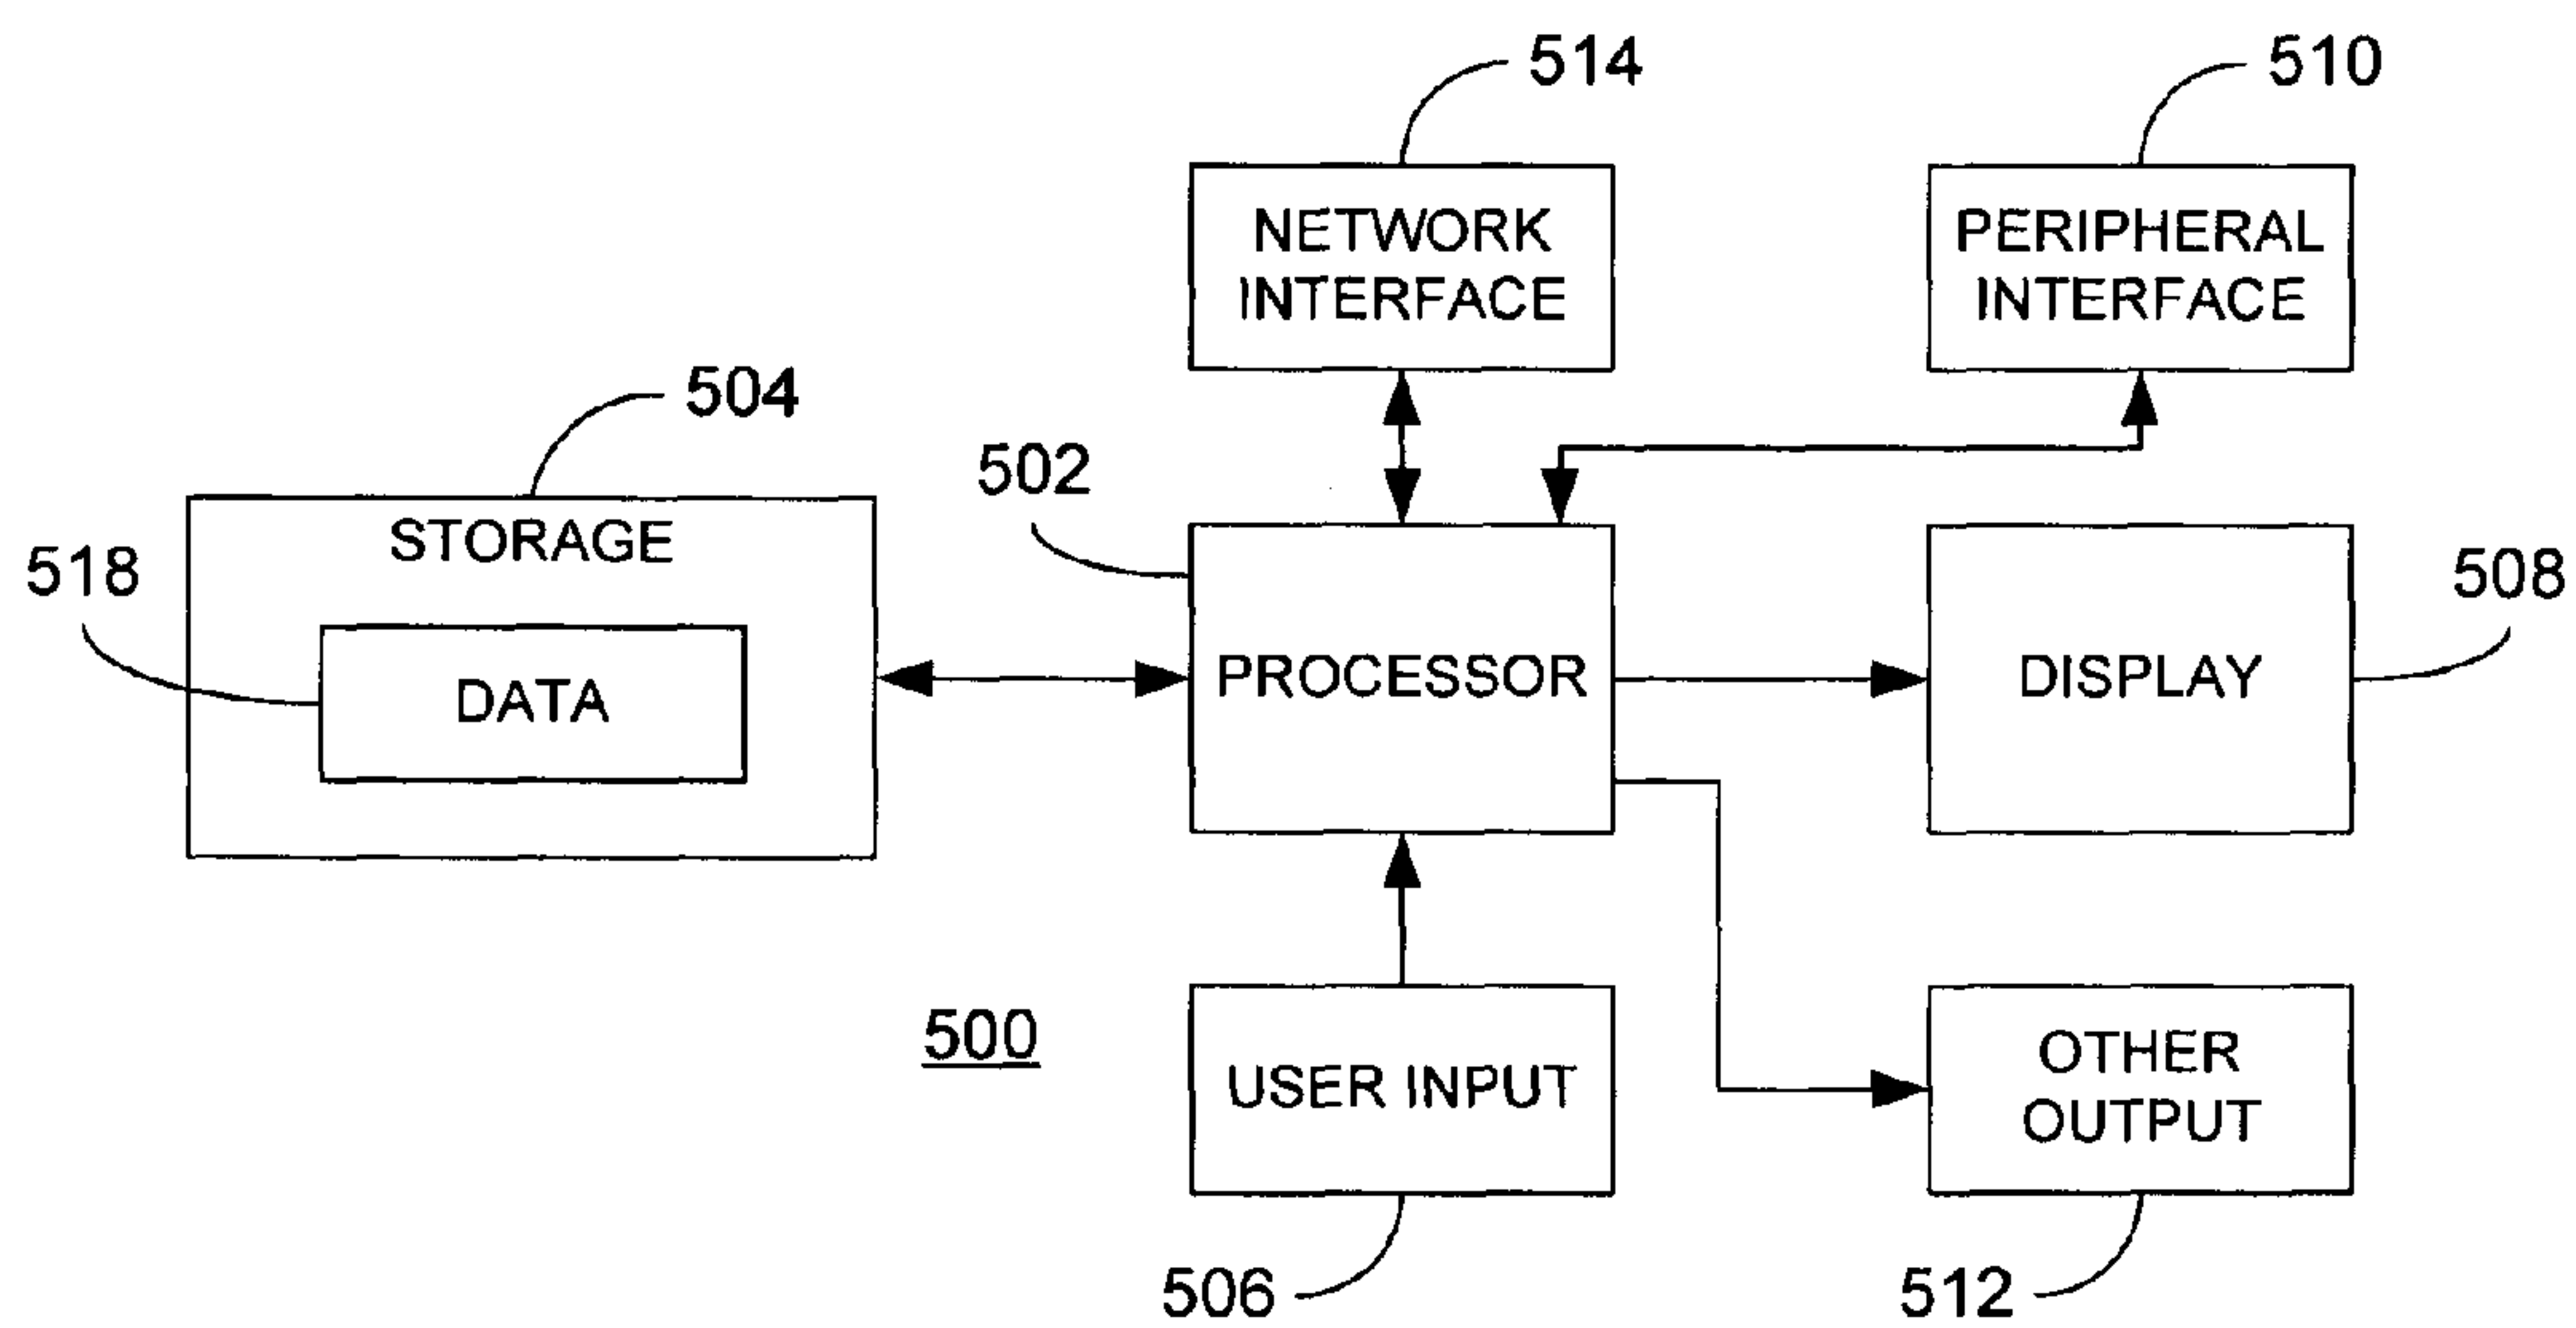 514
510
NETWORK
INTERFACE
PERIPHERAL
INTERFACE
504
502
STORAGE
518
508
DATA
PROCESSOR
DISPLAY
500
USER INPUT
OTHER
OUTPUT
506
512